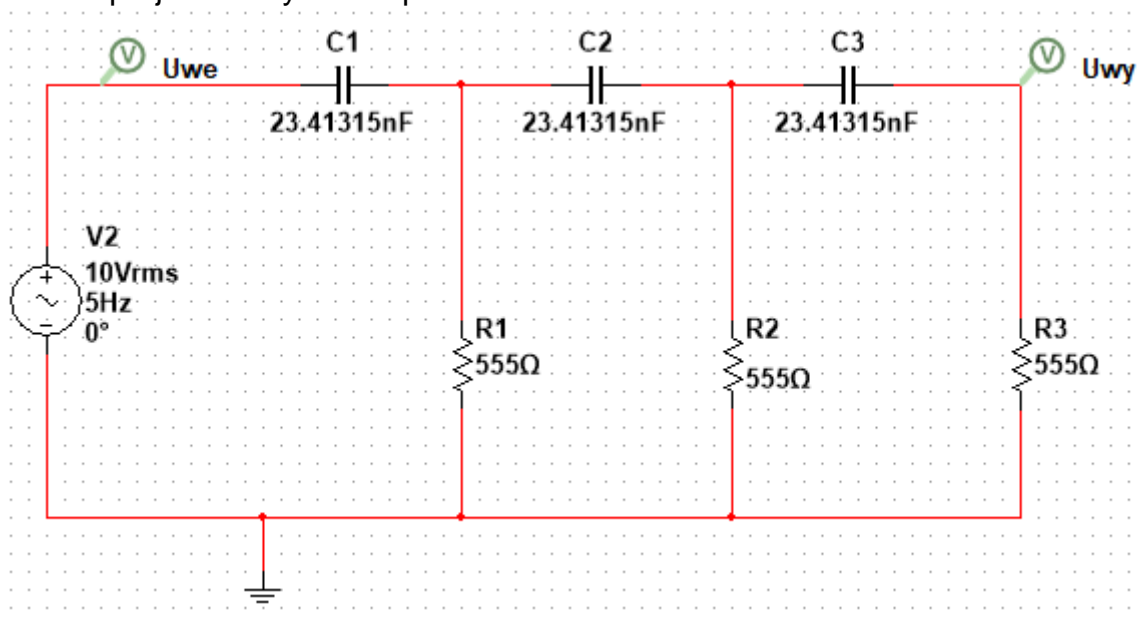 V
Uwe
C1
C2
C3
V
Uwy
23.41315nF
23.41315nF
23.41315nF
V2
10Vrms
5Hz
0°
R1
555Ω
R2
555Ω
R3
555Ω